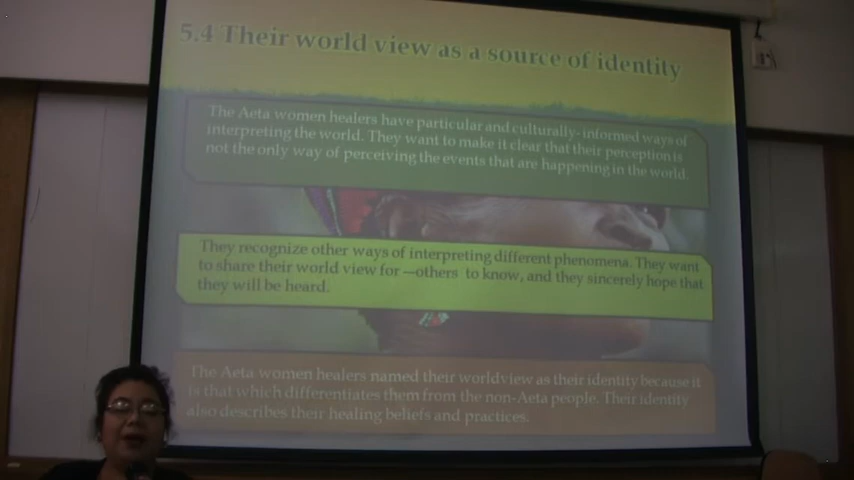 5.4 Their world view as a source of identity
The Aeta women healers have particular and culturally- informed ways of
interpreting the world. They want to make it clear that their perception is
not the only way of perceiving the events that are happening in the world.
They recognize other ways of interpreting different phenomena. They want
to share their world view for —others to know, and they sincerely hope that
they will be heard.
The Aeta women healers named their worldview as their identity because it
is that which differentiates them from the non-Aeta people. Their identity
also describes their healing beliefs and practices.